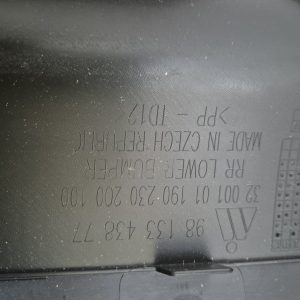 98 133 438 77
32 001 01 190 230 200 100
RR LOWER BUMPER
MADE IN CZECH REPUBLIC
>PP - TD12